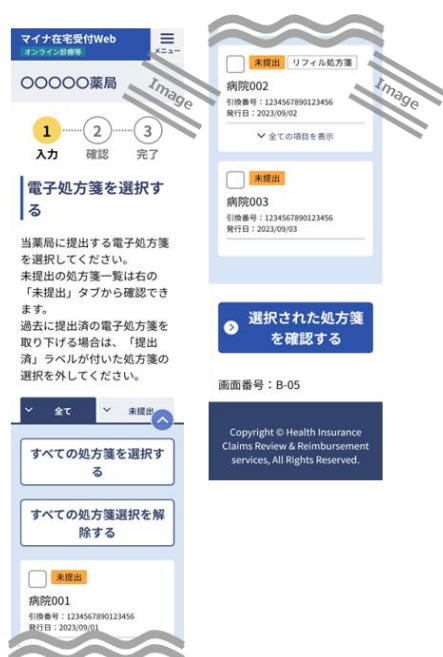 マイナ在宅受付Web
オンライン診療等
メニュー
〇〇〇〇〇薬局
Image
1
2
3
入力
確認
完了
電子処方箋を選択す
る
当薬局に提出する電子処方箋
を選択してください。
未提出の処方箋一覧は右の
「未提出」タブから確認でき
ます。
過去に提出済の電子処方箋を
取り下げる場合は、「提出
済」ラベルが付いた処方箋の
選択を外してください。
全て
未提出
すべての処方箋を選択す
る
すべての処方箋選択を解
除する
未提出
病院001
引換番号：1234567890123456
発行日：2023/09/01
未提出
リフィル処方箋
Image
病院002
引換番号：1234567890123456
発行日：2023/09/02
全ての項目を表示
未提出
病院003
引換番号：1234567890123456
発行日：2023/09/03
選択された処方箋
を確認する
画面番号：B-05
Copyright © Health Insurance
Claims Review & Reimbursement
services, All Rights Reserved.